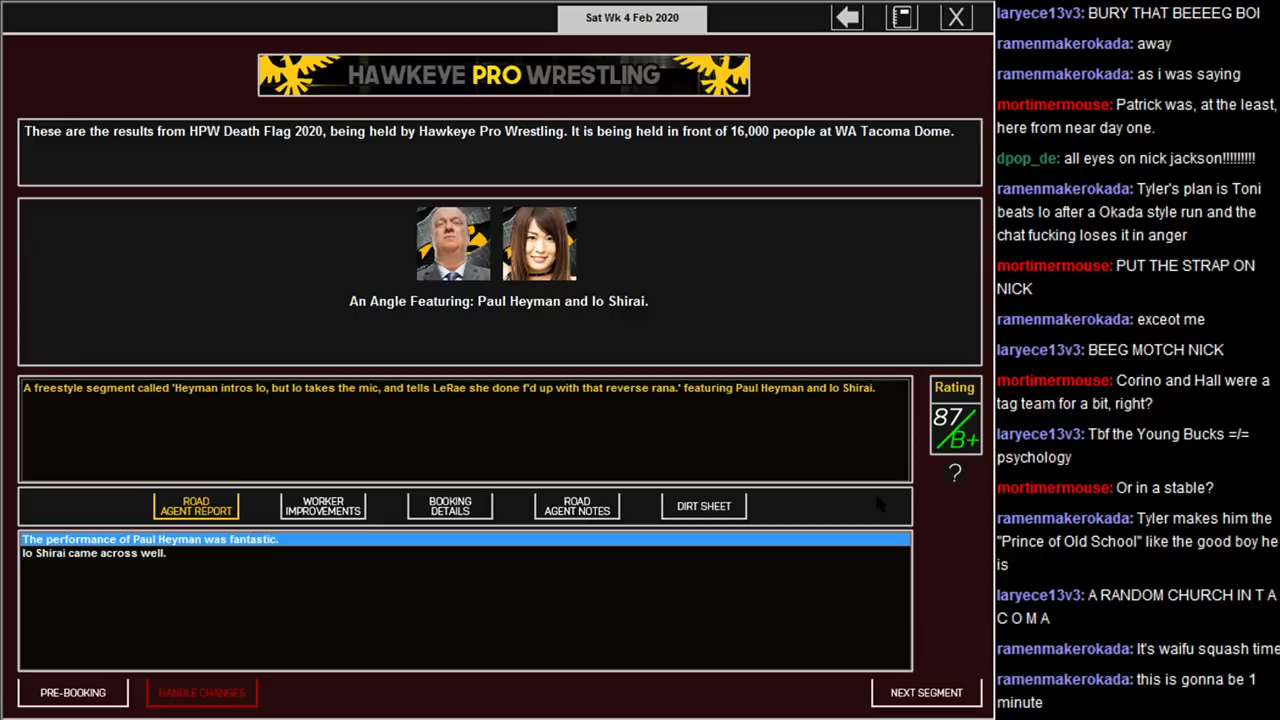 Sat Wk 4 Feb 2020
HAWKEYE PRO WRESTLING
These are the results from HPW Death Flag 2020, being held by Hawkeye Pro Wrestling. It is being held in front of 16,000 people at WA Tacoma Dome.
An Angle Featuring: Paul Heyman and Io Shirai.
A freestyle segment called 'Heyman intros Io, but Io takes the mic, and tells LeRae she done f'd up with that reverse rana.' featuring Paul Heyman and Io Shirai.
Rating
87
B+
?
ROAD
AGENT REPORT
WORKER
IMPROVEMENTS
BOOKING
DETAILS
ROAD
AGENT NOTES
DIRT SHEET
The performance of Paul Heyman was fantastic.
Io Shirai came across well.
PRE-BOOKING
HANDLE CHANGES
NEXT SEGMENT
laryece13v3: BURY THAT BEEEEG BOI
ramenmakerokada: away
ramenmakerokada: as i was saying
mortimermouse: Patrick was, at the least,
here from near day one.
dpop_de: all eyes on nick jackson!!!!!!!!!
ramenmakerokada: Tyler's plan is Toni
beats Io after a Okada style run and the
chat fucking loses it in anger
mortimermouse: PUT THE STRAP ON
NICK
ramenmakerokada: exceot me
laryece13v3: BEEG MOTCH NICK
mortimermouse: Corino and Hall were a
tag team for a bit, right?
laryece13v3: Tbf the Young Bucks =/=
psychology
mortimermouse: Or in a stable?
ramenmakerokada: Tyler makes him the
"Prince of Old School" like the good boy he
is
laryece13v3: A RANDOM CHURCH IN T A
C O M A
ramenmakerokada: It's waifu squash time
ramenmakerokada: this is gonna be 1
minute